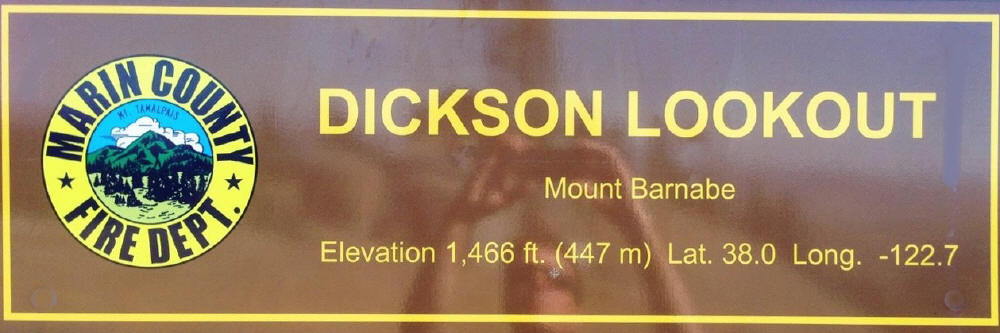 MARIN COUNTY
MT. TAMALPAIS
FIRE DEPT.
DICKSON LOOKOUT
Mount Barnabe
Elevation 1,466 ft. (447 m) Lat. 38.0 Long. -122.7